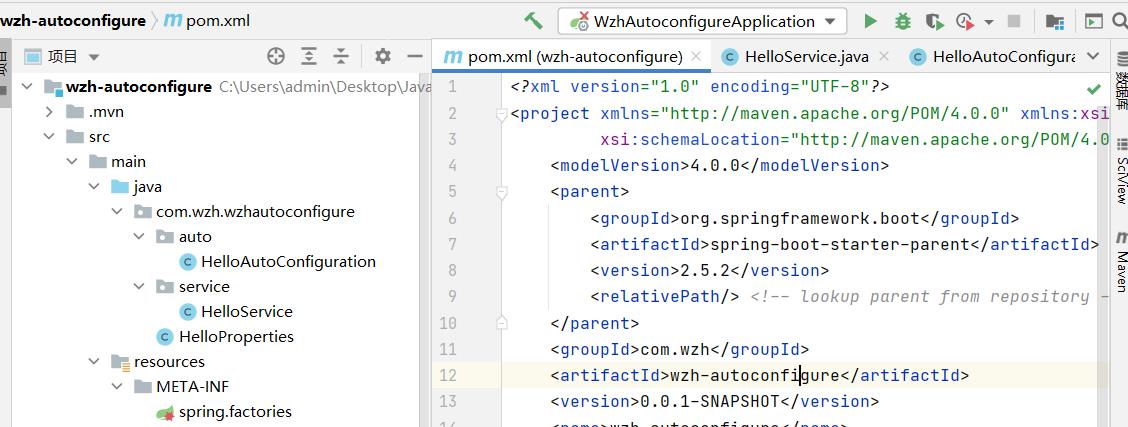 wzh-autoconfigure pom.xml WzhAutoconfigureApplication
项目
pom.xml (wzh-autoconfigure) HelloService.java HelloAutoConfigura
wzh-autoconfigure C:\Users\admin\Desktop\Java
.mvn
src
main
java
com.wzh.wzhautoconfigure
auto
HelloAutoConfiguration
service
HelloService
HelloProperties
resources
META-INF
spring.factories
1 <?xml version="1.0" encoding="UTF-8"?>
2 <project xmlns="http://maven.apache.org/POM/4.0.0" xmlns:xsi
3 xsi:schemaLocation="http://maven.apache.org/POM/4.0
4 <modelVersion>4.0.0</modelVersion>
5 <parent>
6 <groupId>org.springframework.boot</groupId>
7 <artifactId>spring-boot-starter-parent</artifactId>
8 <version>2.5.2</version>
9 <relativePath/> <!-- lookup parent from repository -
10 </parent>
11 <groupId>com.wzh</groupId>
12 <artifactId>wzh-autoconfigure</artifactId>
13 <version>0.0.1-SNAPSHOT</version>
14 <name>wzh-autoconfigure</name>
数据库
SciView
Maven